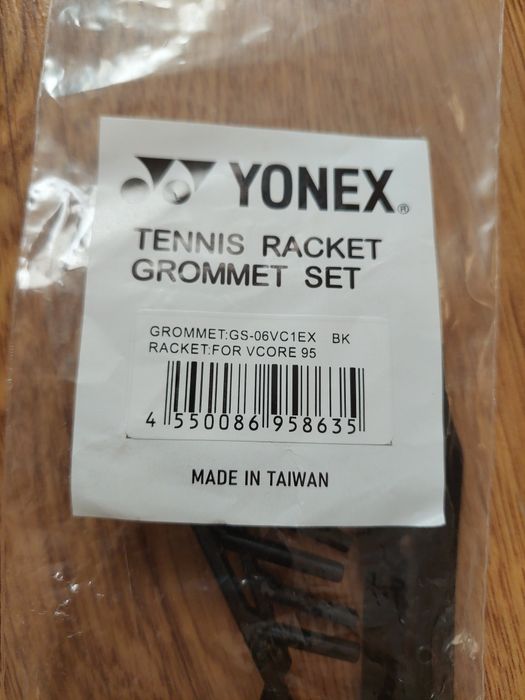 YONEX®
TENNIS RACKET
GROMMET SET
GROMMET:GS-06VC1EX BK
RACKET:FOR VCORE 95
4 550086 958635
MADE IN TAIWAN